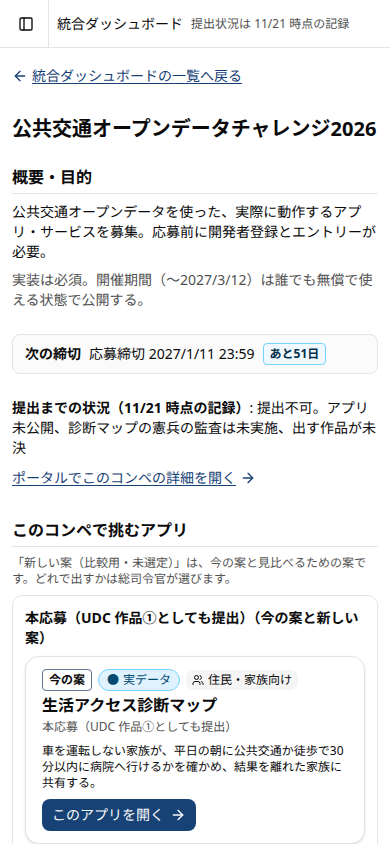 統合ダッシュボード 提出状況は 11/21 時点の記録
← 統合ダッシュボードの一覧へ戻る
公共交通オープンデータチャレンジ2026
概要・目的
公共交通オープンデータを使った、実際に動作するアプ
リ・サービスを募集。応募前に開発者登録とエントリーが
必要。
実装は必須。開催期間（〜2027/3/12）は誰でも無償で使
える状態で公開する。
次の締切 応募締切 2027/1/11 23:59 あと51日
提出までの状況（11/21 時点の記録）: 提出不可。アプリ
未公開、診断マップの憲兵の監査は未実施、出す作品が未
決
ポータルでこのコンペの詳細を開く →
このコンペで挑むアプリ
「新しい案（比較用・未選定）」は、今の案と見比べるための案で
す。どれで出すかは総司令官が選びます。
本応募（UDC 作品①としても提出）（今の案と新しい
案）
今の案 実データ 住民・家族向け
生活アクセス診断マップ
本応募（UDC 作品①としても提出）
車を運転しない家族が、平日の朝に公共交通か徒歩で30
分以内に病院へ行けるかを確かめ、結果を離れた家族に
共有する。
このアプリを開く →